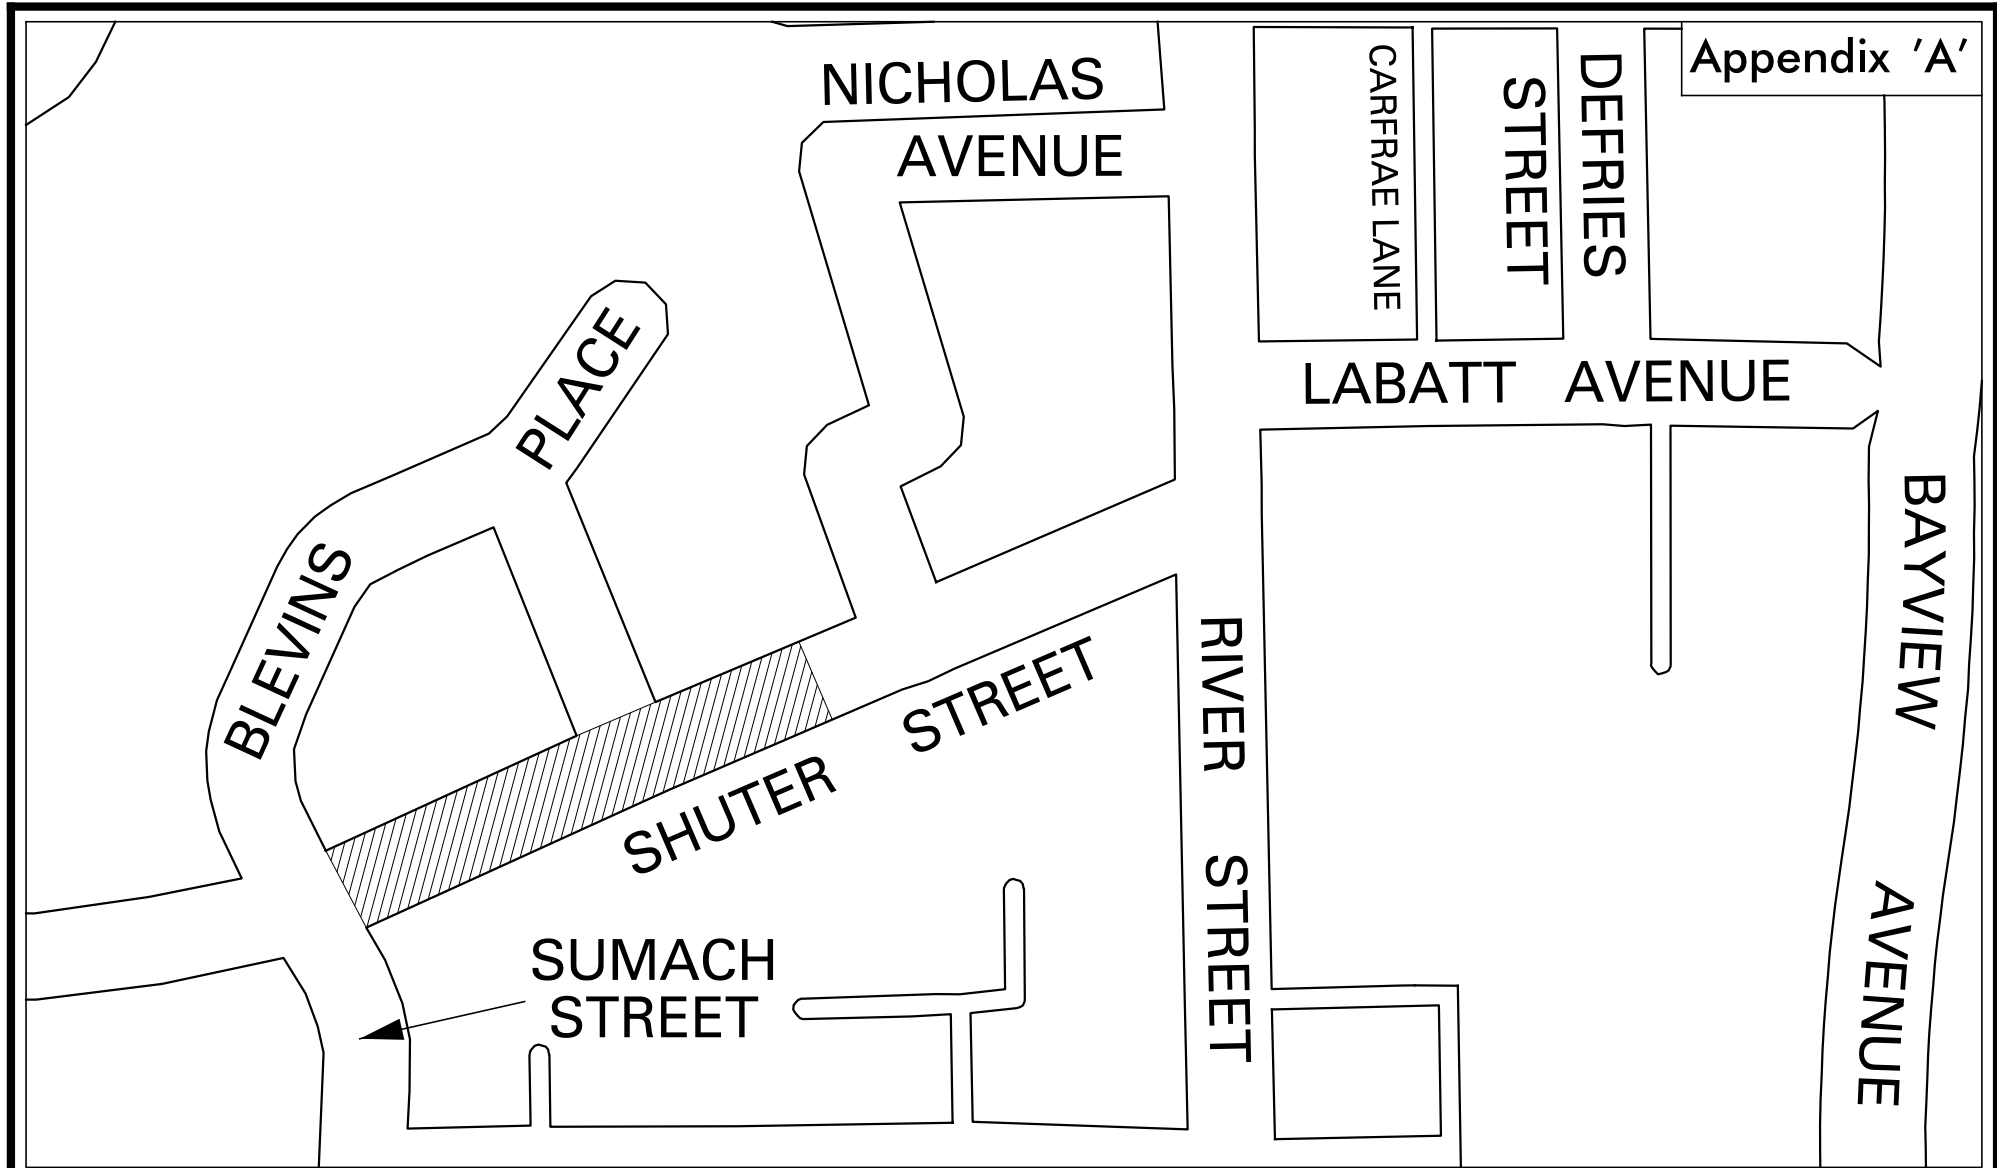 Appendix 'A'
NICHOLAS
AVENUE
CARFRAE LANE
DEFRIES
STREET
LABATT AVENUE
PLACE
BLEVINS
BAYVIEW
AVENUE
RIVER
STREET
SHUTER STREET
SUMACH
STREET